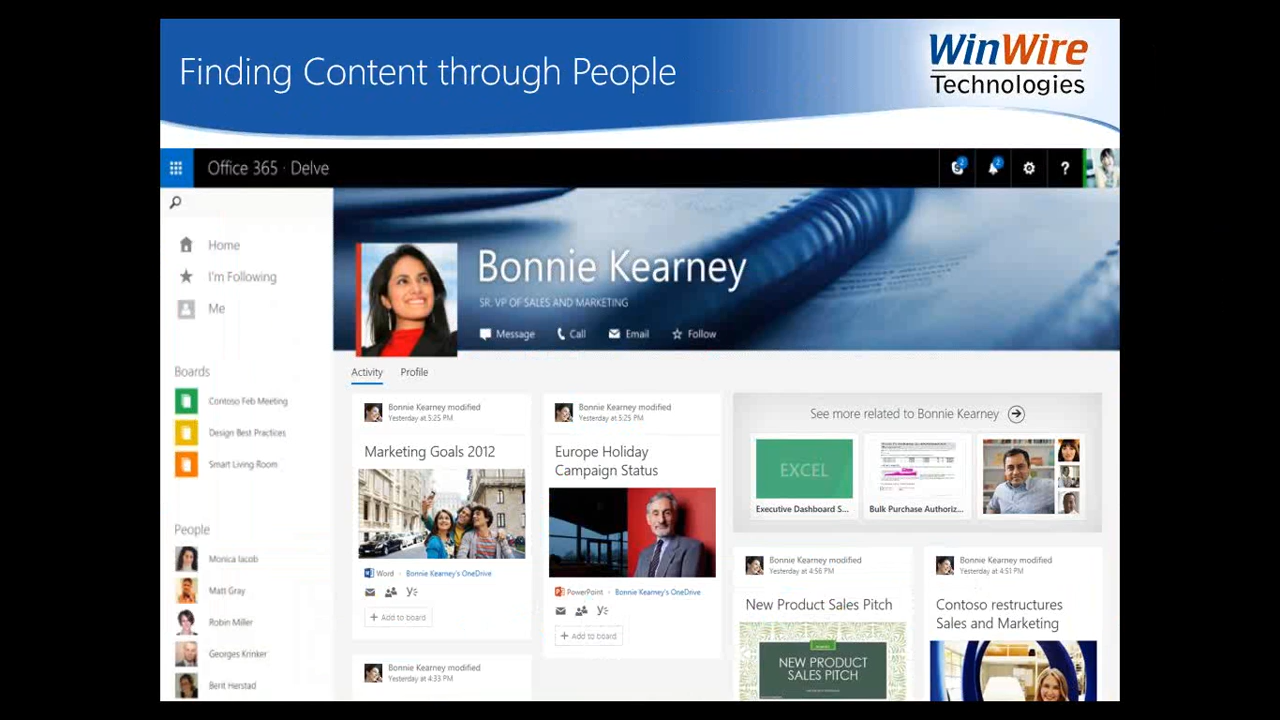 Finding Content through People
WinWire
Technologies
Office 365 · Delve
2
2
?
Home
I'm Following
Me
Boards
Contoso Feb Meeting
Design Best Practices
Smart Living Room
People
Monica Iacob
Matt Gray
Robin Miller
Georges Krinker
Berit Herstad
Bonnie Kearney
SR. VP OF SALES AND MARKETING
Message
Call
Email
Follow
Activity
Profile
Bonnie Kearney modified
Yesterday at 5:25 PM
Marketing Goals 2012
Word · Bonnie Kearney's OneDrive
+ Add to board
Bonnie Kearney modified
Yesterday at 4:33 PM
Bonnie Kearney modified
Yesterday at 5:25 PM
Europe Holiday
Campaign Status
PowerPoint · Bonnie Kearney's OneDrive
+ Add to board
See more related to Bonnie Kearney
EXCEL
Executive Dashboard S...
Bulk Purchase Authoriz...
Bonnie Kearney modified
Yesterday at 4:56 PM
New Product Sales Pitch
NEW PRODUCT
SALES PITCH
Bonnie Kearney modified
Yesterday at 4:51 PM
Contoso restructures
Sales and Marketing